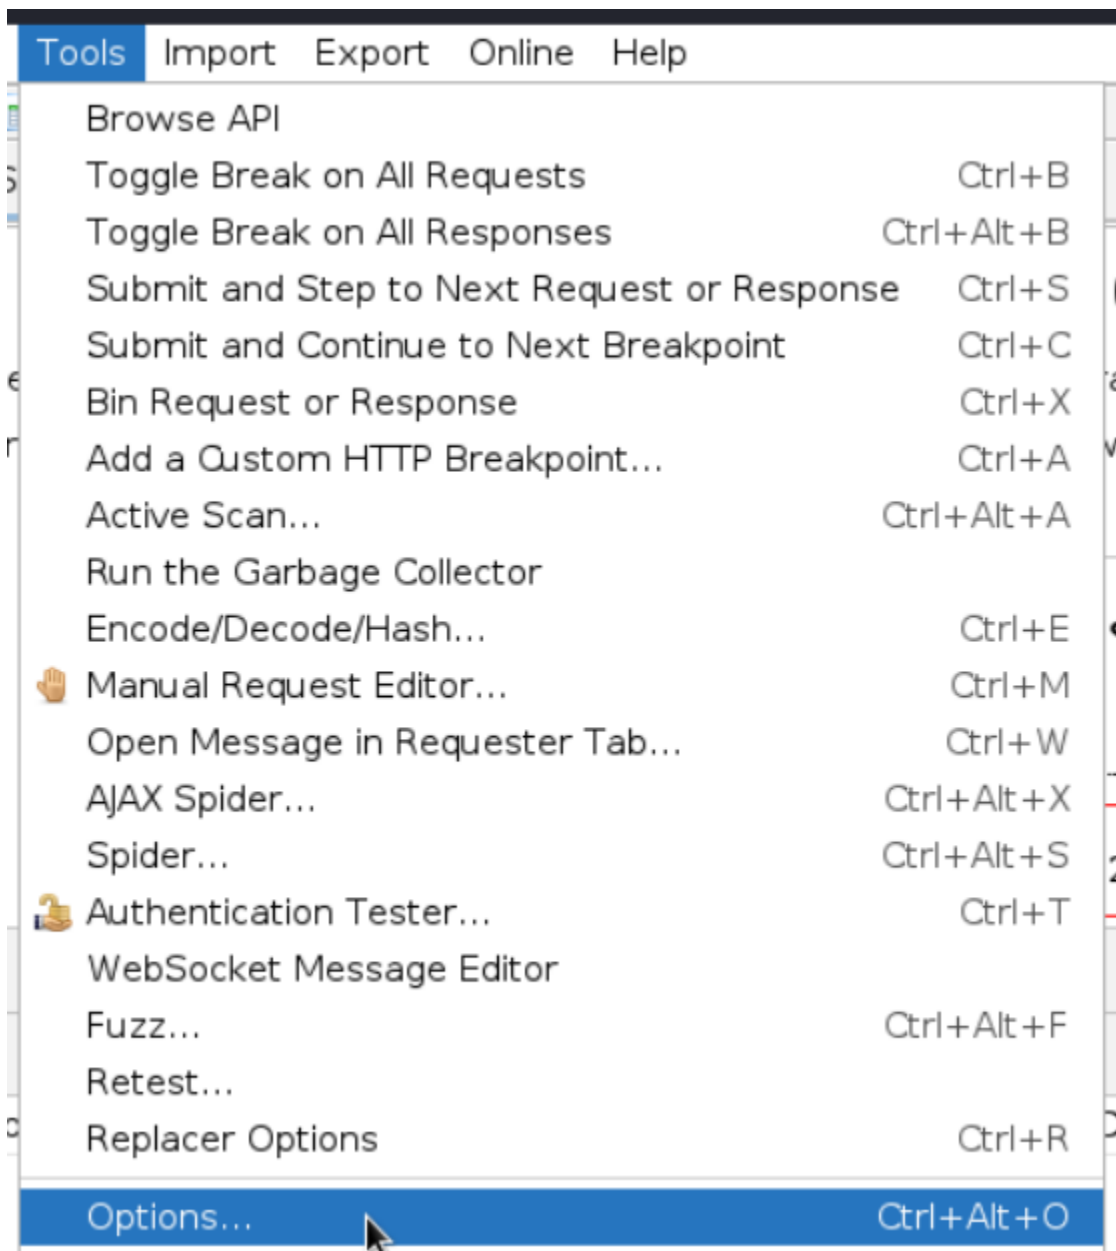 Tools Import Export Online Help
Browse API
Toggle Break on All Requests Ctrl+B
Toggle Break on All Responses Ctrl+Alt+B
Submit and Step to Next Request or Response Ctrl+S
Submit and Continue to Next Breakpoint Ctrl+C
Bin Request or Response Ctrl+X
Add a Custom HTTP Breakpoint... Ctrl+A
Active Scan... Ctrl+Alt+A
Run the Garbage Collector
Encode/Decode/Hash... Ctrl+E
Manual Request Editor... Ctrl+M
Open Message in Requester Tab... Ctrl+W
AJAX Spider... Ctrl+Alt+X
Spider... Ctrl+Alt+S
Authentication Tester... Ctrl+T
WebSocket Message Editor
Fuzz... Ctrl+Alt+F
Retest...
Replacer Options Ctrl+R
Options... Ctrl+Alt+O